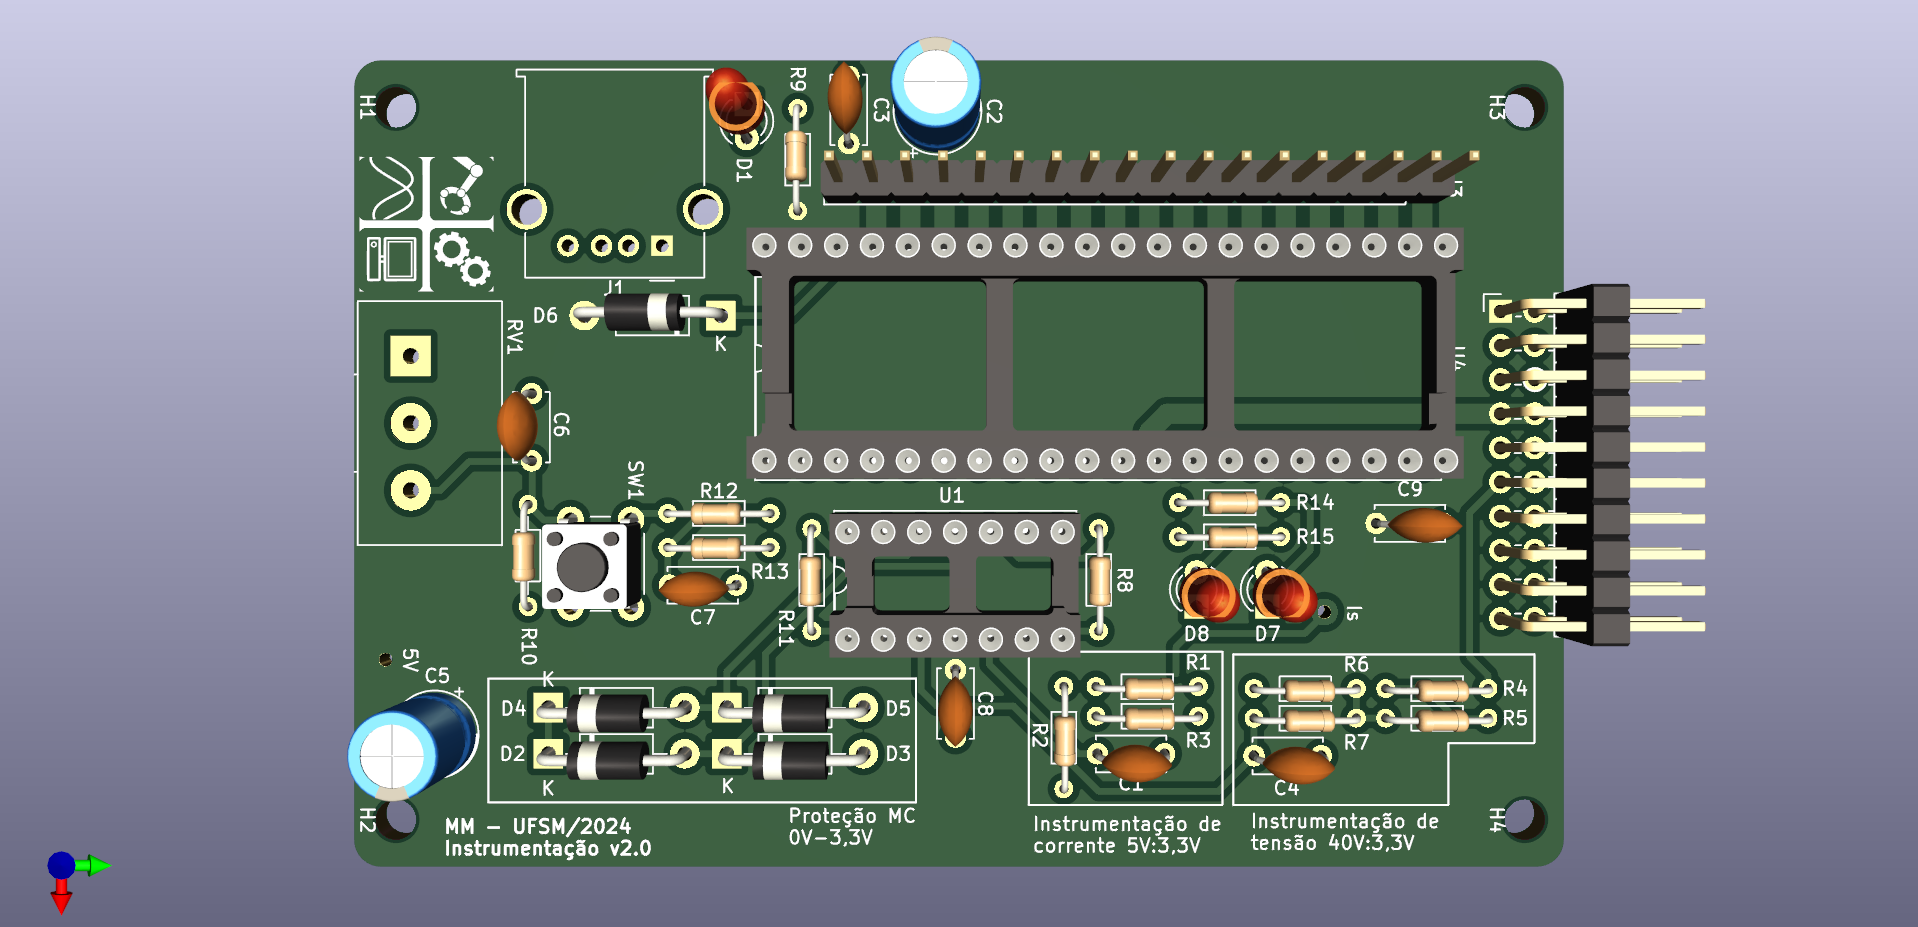 H1
R9
C3
C2
H3
D1
J1
D6
K
RV1
C6
SW1
R12
U1
R14
C9
R15
R13
R8
C7
R11
D8
D7
Is
R10
5V
C5
+
+
K
D4
D5
D2
D3
K
K
C8
R1
R2
R3
C1
R6
R4
R5
R7
C4
H2
H4
MM - UFSM/2024
Instrumentação v2.0
Proteção MC
0V-3,3V
Instrumentação de
corrente 5V:3,3V
Instrumentação de
tensão 40V:3,3V